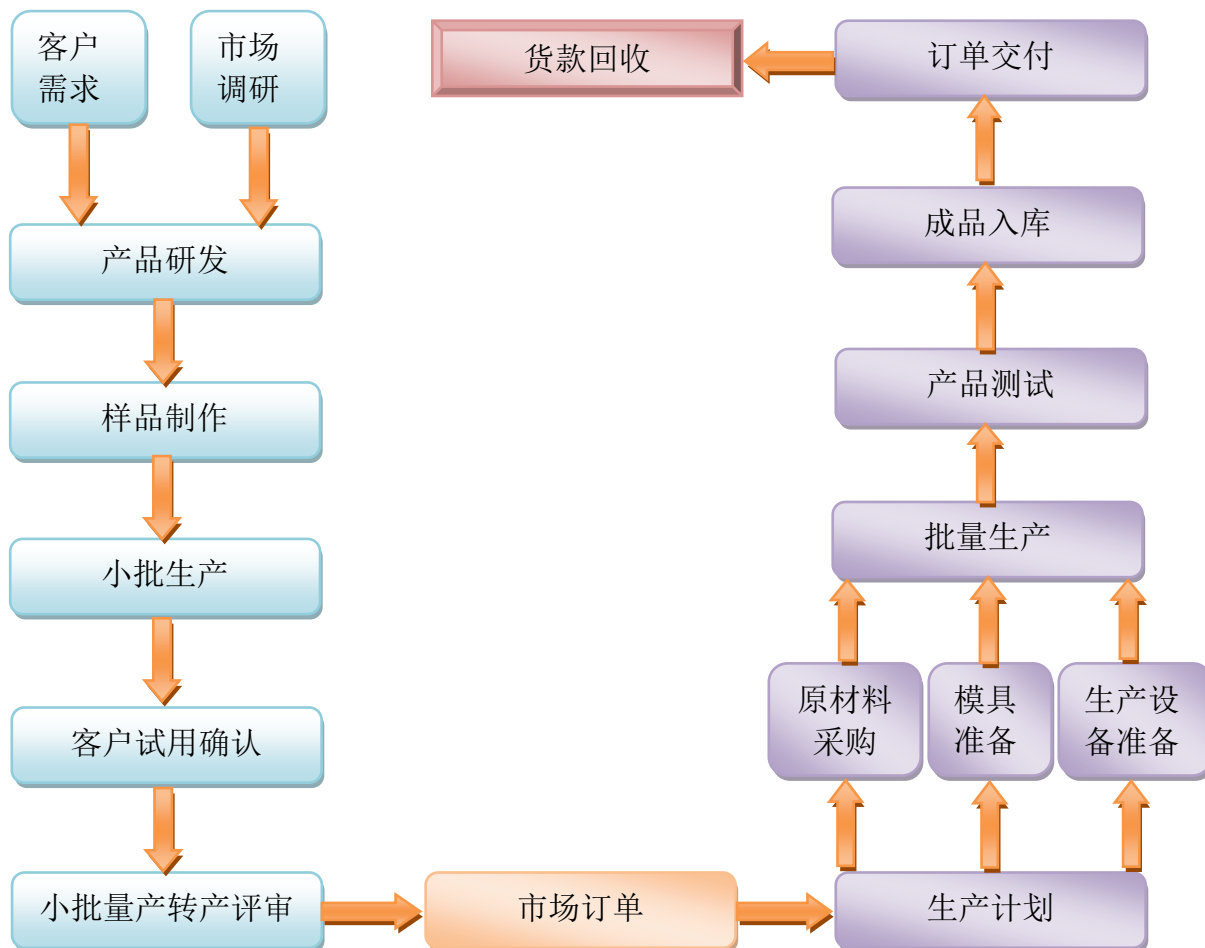 客户
需求
市场
调研
产品研发
样品制作
小批生产
客户试用确认
小批量产转产评审
市场订单
生产计划
原材料
采购
模具
准备
生产设
备准备
批量生产
产品测试
成品入库
订单交付
货款回收